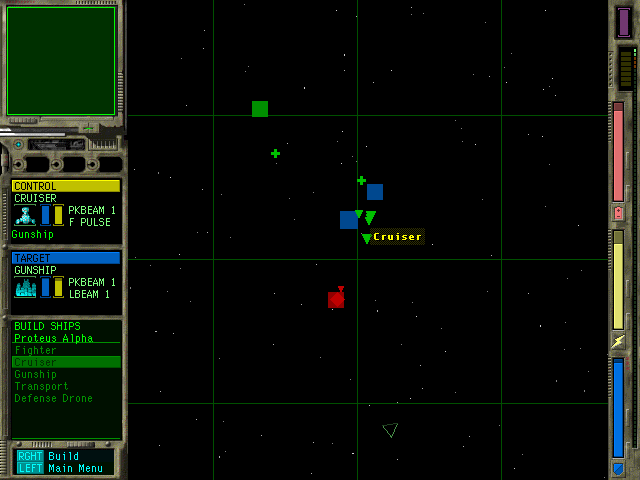 CONTROL
CRUISER
PKBEAM 1
F PULSE
Gunship
TARGET
GUNSHIP
PKBEAM 1
LBEAM 1
BUILD SHIPS
Proteus Alpha
Fighter
Cruiser
Gunship
Transport
Defense Drone
RGHT Build
LEFT Main Menu
Cruiser